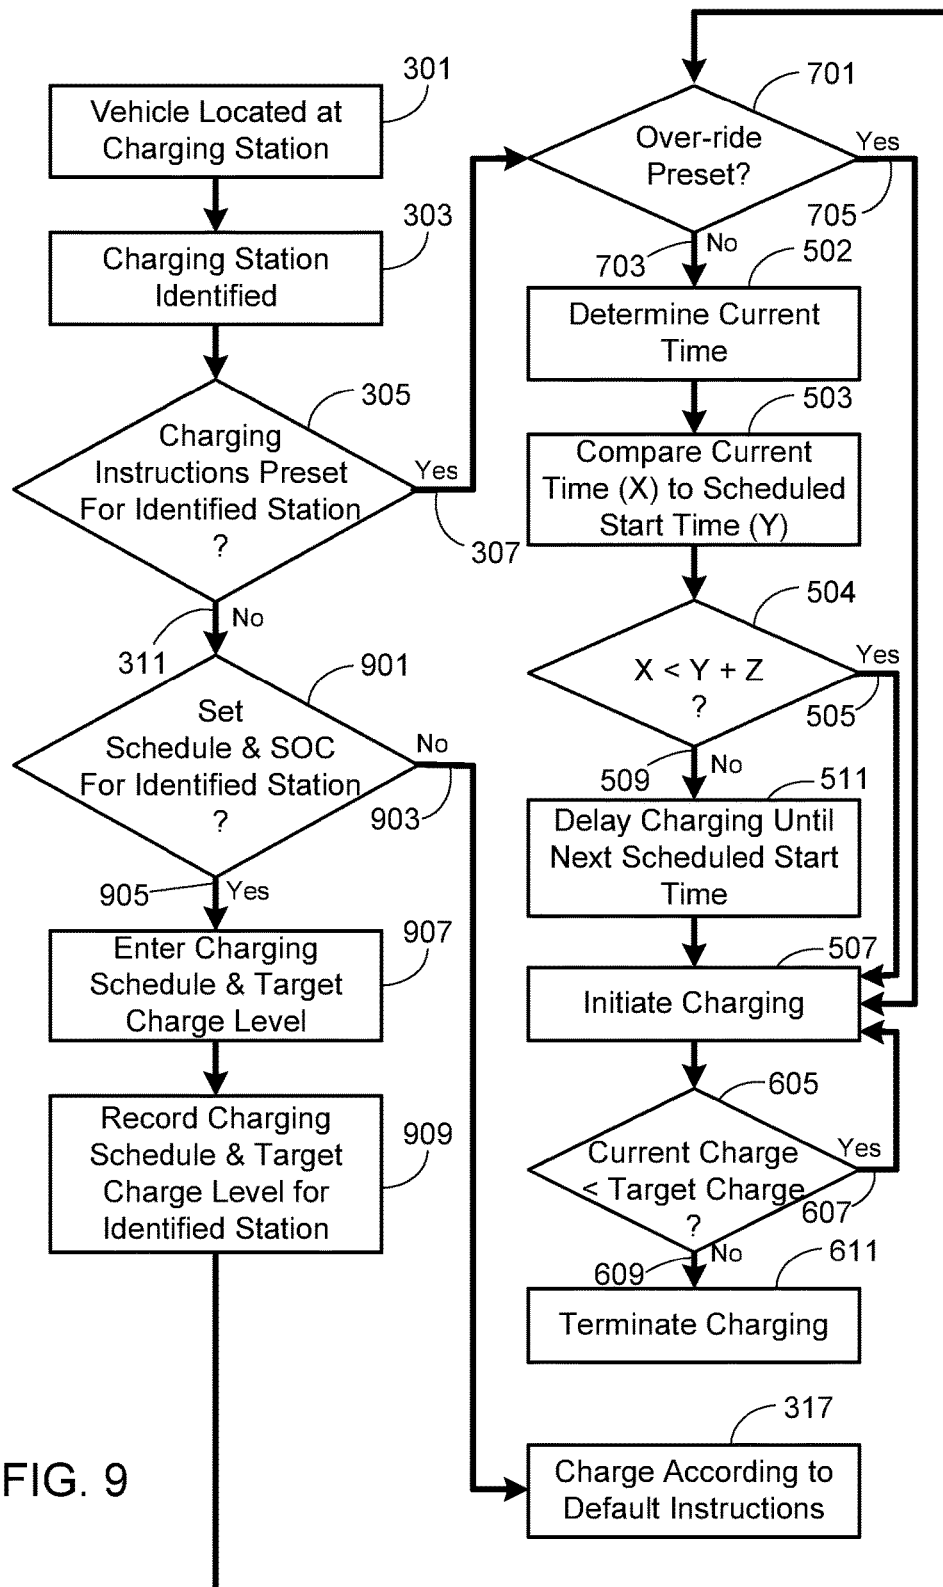 301
Vehicle Located at
Charging Station
303
Charging Station
Identified
305
Charging
Instructions Preset
For Identified Station
?
Yes
307
No
311
901
Set
Schedule & SOC
For Identified Station
?
No
903
905
Yes
907
Enter Charging
Schedule & Target
Charge Level
909
Record Charging
Schedule & Target
Charge Level for
Identified Station
701
Over-ride
Preset?
Yes
705
No
703
502
Determine Current
Time
503
Compare Current
Time (X) to Scheduled
Start Time (Y)
504
X < Y + Z
?
Yes
505
509
No
511
Delay Charging Until
Next Scheduled Start
Time
507
Initiate Charging
605
Current Charge
< Target Charge
?
Yes
607
609
No
611
Terminate Charging
317
Charge According to
Default Instructions
FIG. 9